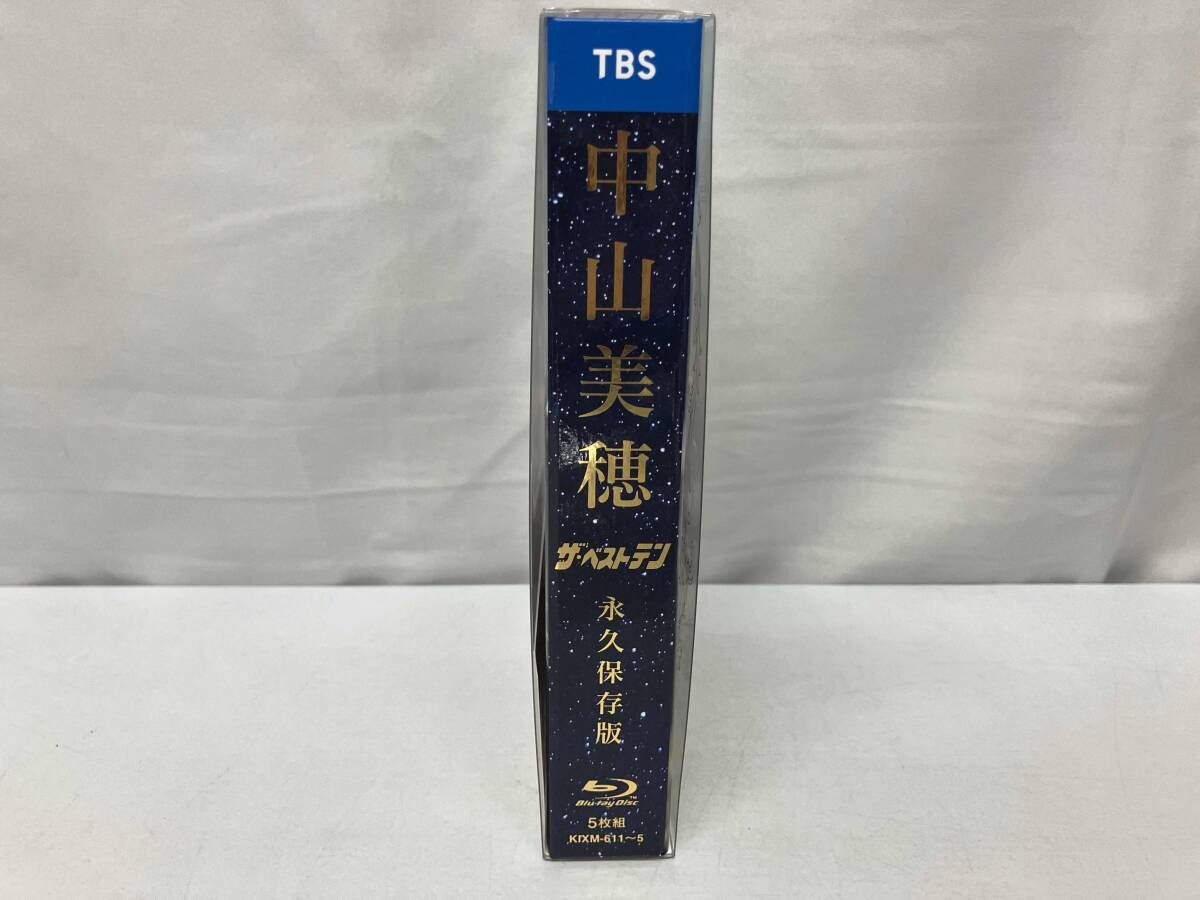 TBS
中山美穂
ザ・ベストテン
永久保存版
Blu-ray Disc™
5枚組
KIXM-611〜5